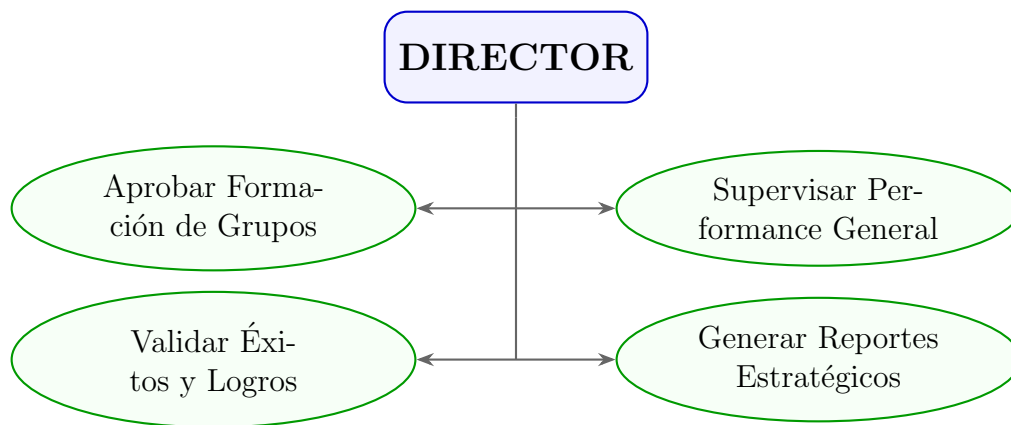 DIRECTOR
Aprobar Forma-
ción de Grupos
Supervisar Per-
formance General
Validar Éxi-
tos y Logros
Generar Reportes
Estratégicos